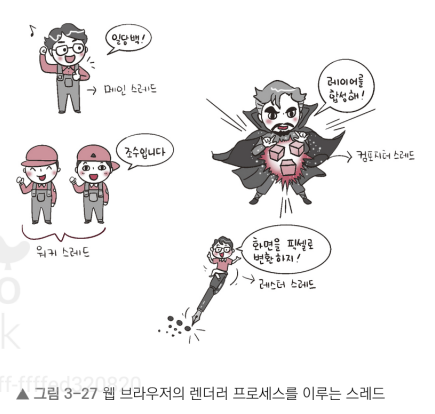 일당백!
메인 스레드
레이어를
합성해!
컴포지터 스레드
조수입니다
워커 스레드
화면을 픽셀로
변환하지!
레스터 스레드
▲ 그림 3-27 웹 브라우저의 렌더러 프로세스를 이루는 스레드